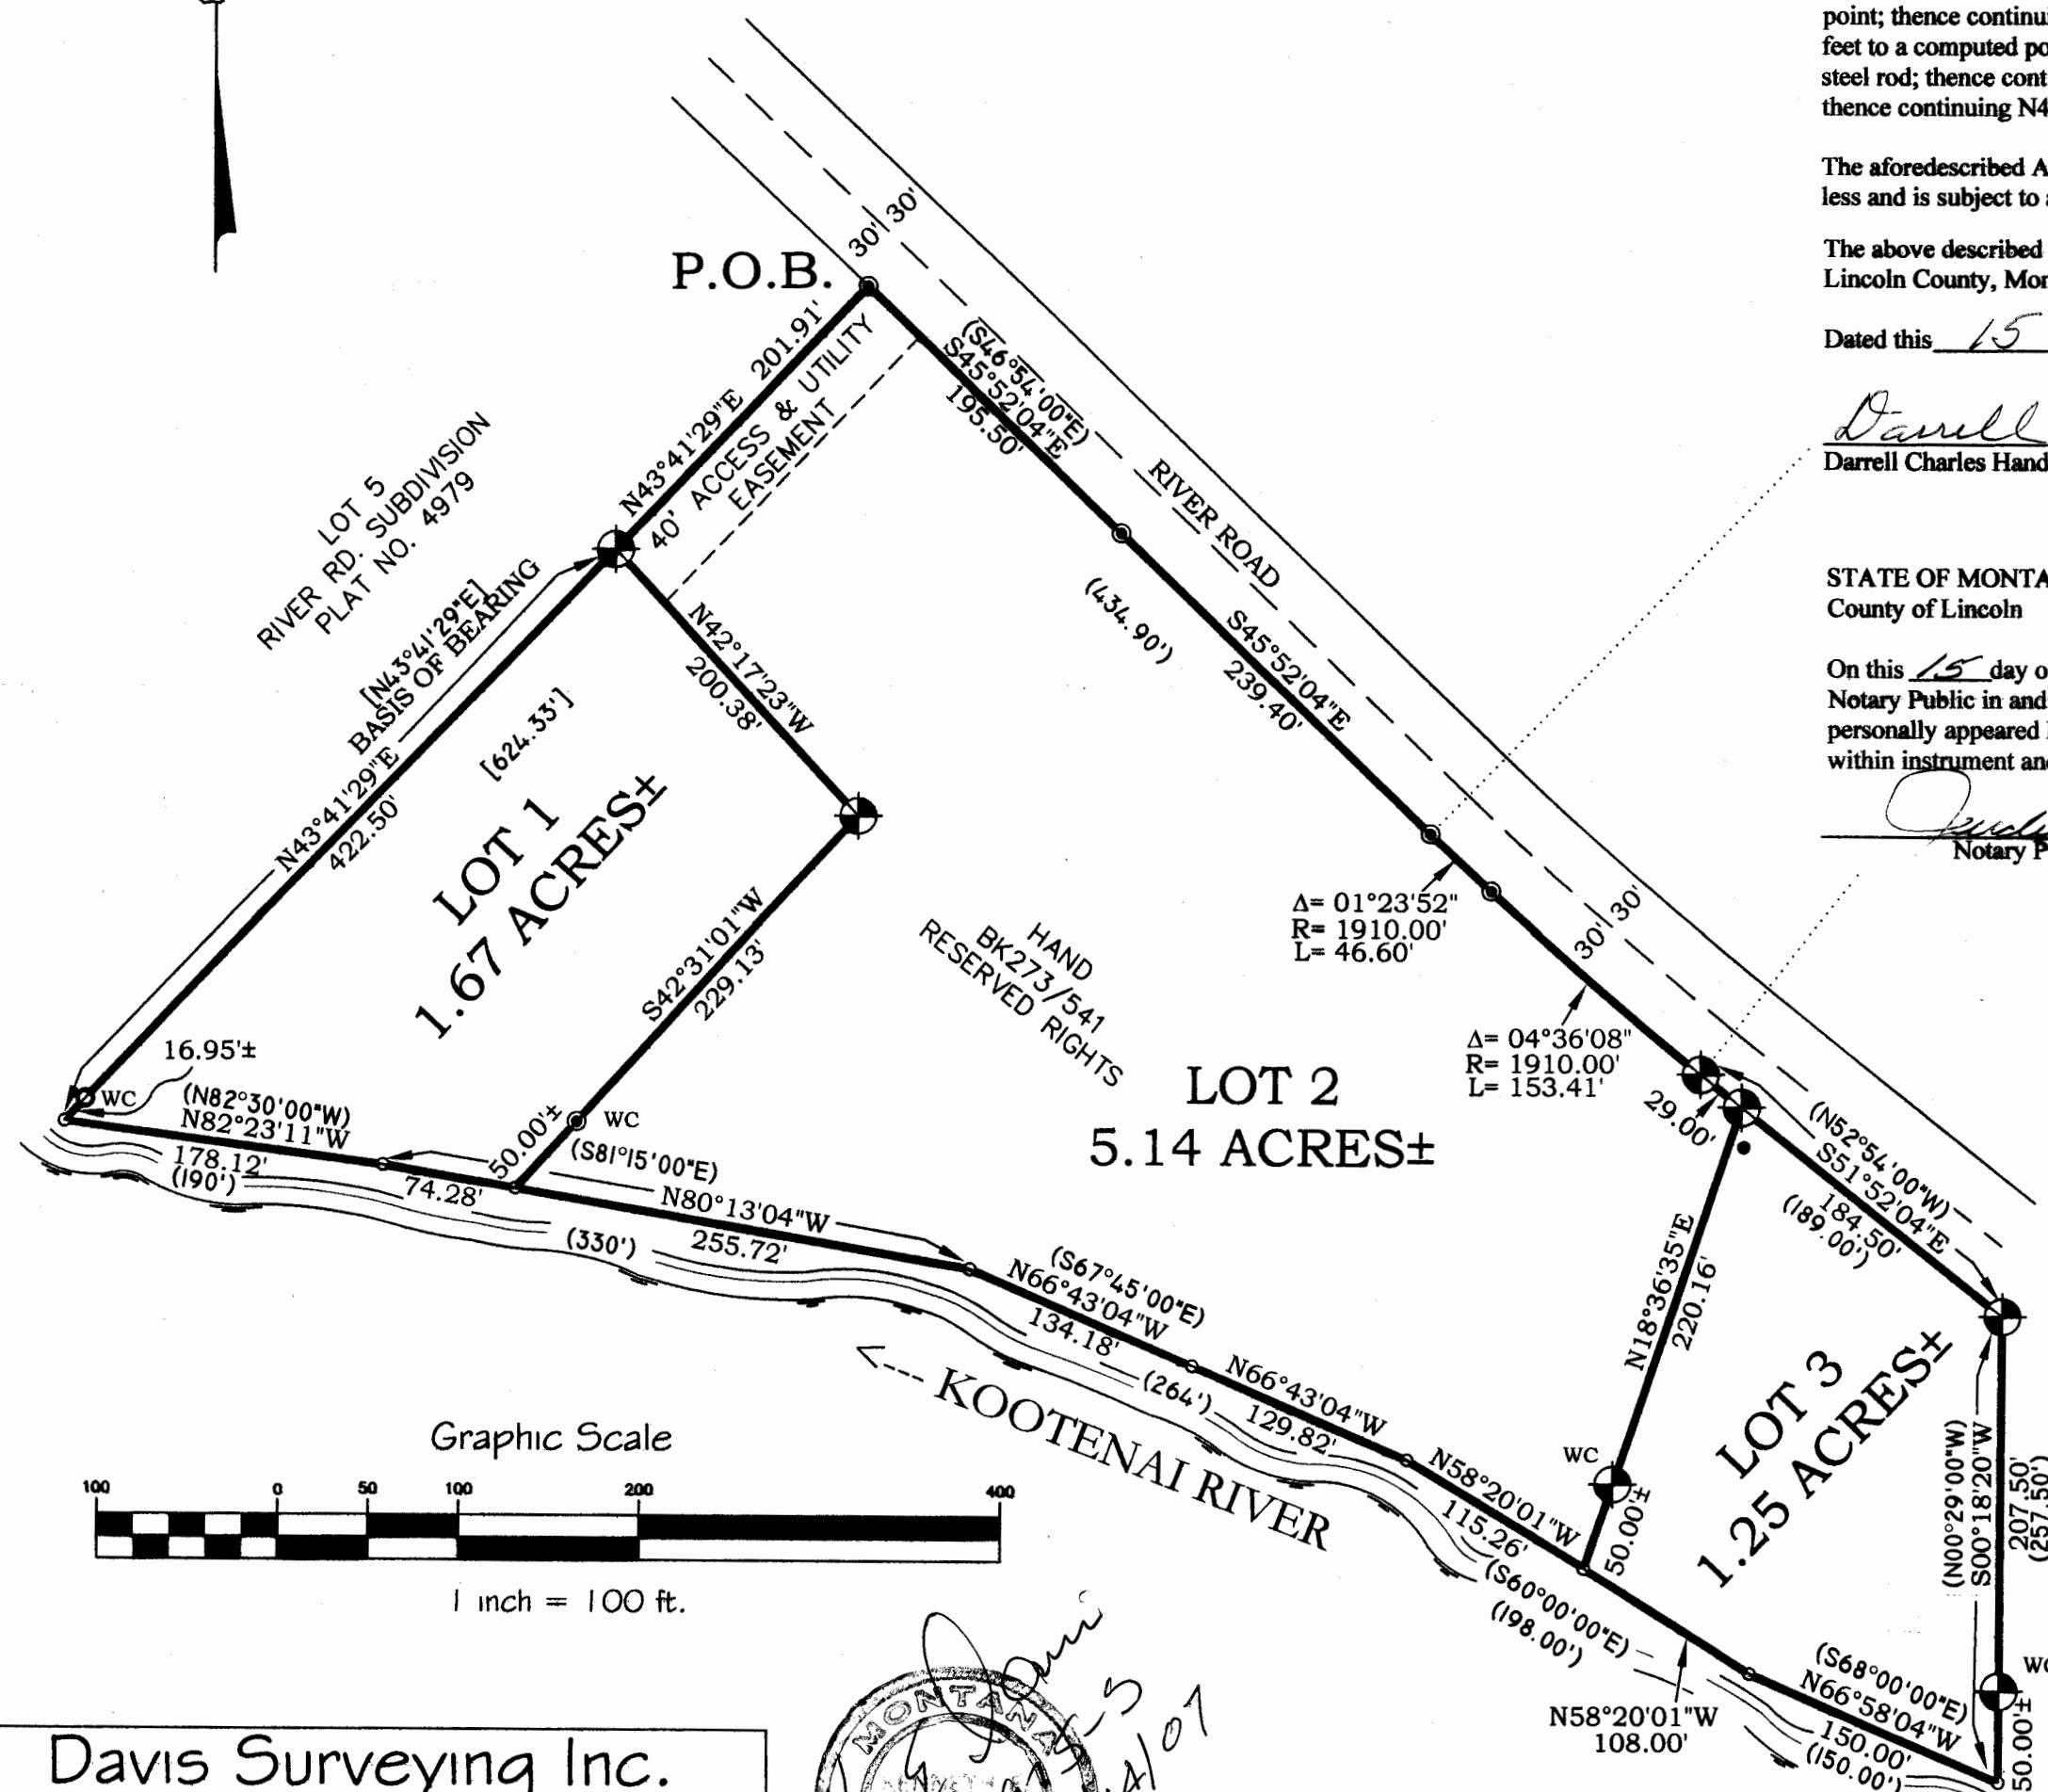 point; thence continui
feet to a computed po
steel rod; thence cont
thence continuing N4
The aforedescribed A
less and is subject to a
The above described
Lincoln County, Mon
Dated this 15
Darrell
Darrell Charles Hand
STATE OF MONTA
County of Lincoln
On this 15 day o
Notary Public in and
personally appeared
within instrument and
Notary P
30' 30'
P.O.B.
N43°41'29"E 201.91'
40' ACCESS & UTILITY
EASEMENT
(S46°54'00"E)
S45°52'04"E
195.50'
RIVER ROAD
LOT 5
RIVER RD. SUBDIVISION
PLAT NO. 4979
[N43°41'29"E]
BASIS OF BEARING
N43°41'29"E
422.50'
[624.33']
N42°17'23"W
200.38'
(434.90')
S45°52'04"E
239.40'
LOT 1
1.67 ACRES±
S42°31'01"W
229.13'
HAND
BK273/541
RESERVED RIGHTS
Δ= 01°23'52"
R= 1910.00'
L= 46.60'
30' 30'
Δ= 04°36'08"
R= 1910.00'
L= 153.41'
LOT 2
5.14 ACRES±
29.00'
(N52°54'00"W)
S51°52'04"E
184.50'
(189.00')
16.95'±
WC
(N82°30'00"W)
N82°23'11"W
178.12'
(190')
50.00'±
WC
(S81°15'00"E)
74.28'
N80°13'04"W
(330')
255.72'
(S67°45'00"E)
N66°43'04"W
134.18'
(264')
N66°43'04"W
129.82'
KOOTENAI RIVER
N18°36'35"E
220.16'
LOT 3
1.25 ACRES±
WC
50.00'±
N58°20'01"W
115.26'
(S60°00'00"E)
(198.00')
N58°20'01"W
108.00'
(N00°29'00"W)
S00°18'20"W
207.50'
(257.50')
WC
50.00'±
(S68°00'00"E)
N66°58'04"W
150.00'
(150.00')
Graphic Scale
100 0 50 100 200 400
1 inch = 100 ft.
MONTANA
Davis Surveying Inc.